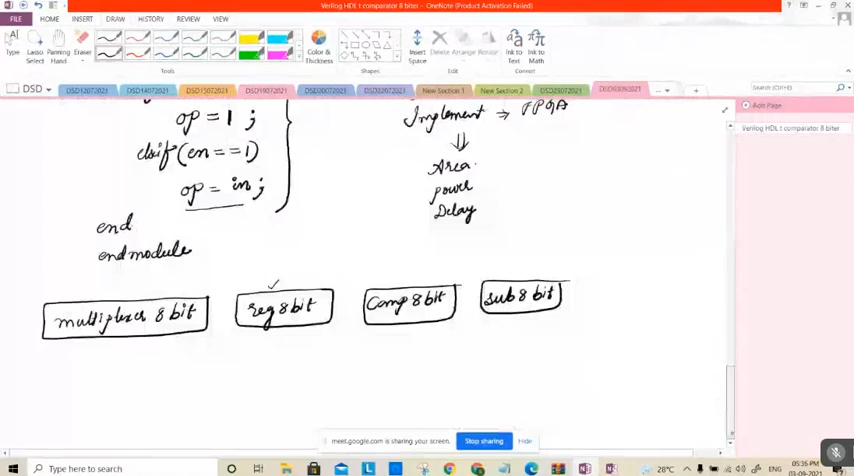 Verilog HDL t comparator 8 biter - OneNote (Product Activation Failed)
FILE HOME INSERT DRAW HISTORY REVIEW VIEW
Type
Lasso Select
Panning Hand
Eraser
Color & Thickness
Insert Space
Delete
Arrange
Rotate
Ink to Text
Ink to Math
Tools Shapes Edit Convert
DSD DSD12072021 DSD14072021 DSD15072021 DSD20072021 DSD22072021 New Section 1 New Section 2 DSD29072021 DSD03092021 Search (Ctrl+E)
Add Page
Verilog HDL t comparator 8 biter
op = 1 ;
elsif (en == 1)
op = in ;
end
endmodule
Implement ⇒ FPGA
⇓
Area
power
Delay
multiplexer 8 bit
reg 8 bit
Comp 8 bit
sub 8 bit
meet.google.com is sharing your screen. Stop sharing Hide
Type here to search
28°C
05:36 PM
03-09-2021